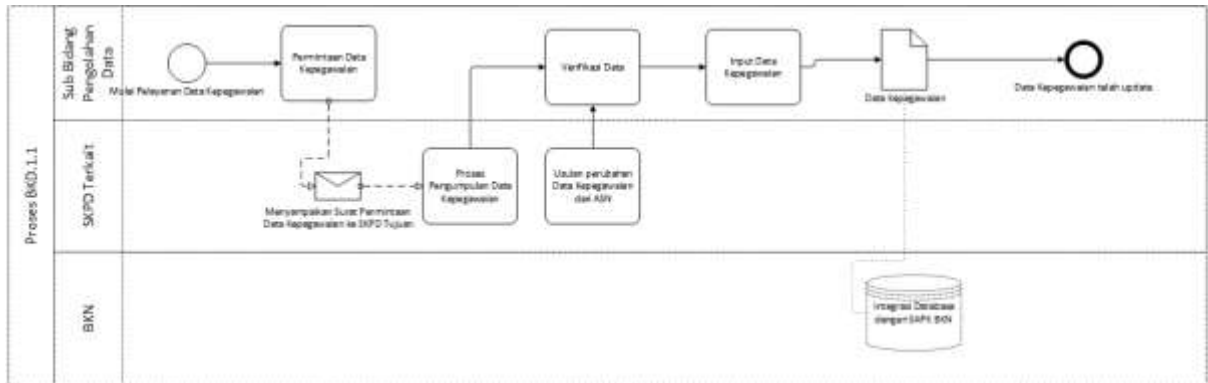 Proses BKD.1.1
Sub Bidang
Pengolahan
Data
Mulai Pelayanan Data Kepegawaian
Permintaan Data
Kepegawaian
Verifikasi Data
Input Data
Kepegawaian
Data Kepegawaian
Data Kepegawaian telah update
SKPD Terkait
Menyampaikan Surat Permintaan
Data Kepegawaian ke SKPD Tujuan
Proses
Pengumpulan Data
Kepegawaian
Usulan perubahan
Data Kepegawaian
dari ASN
BKN
Integrasi Database
dengan SAPK BKN